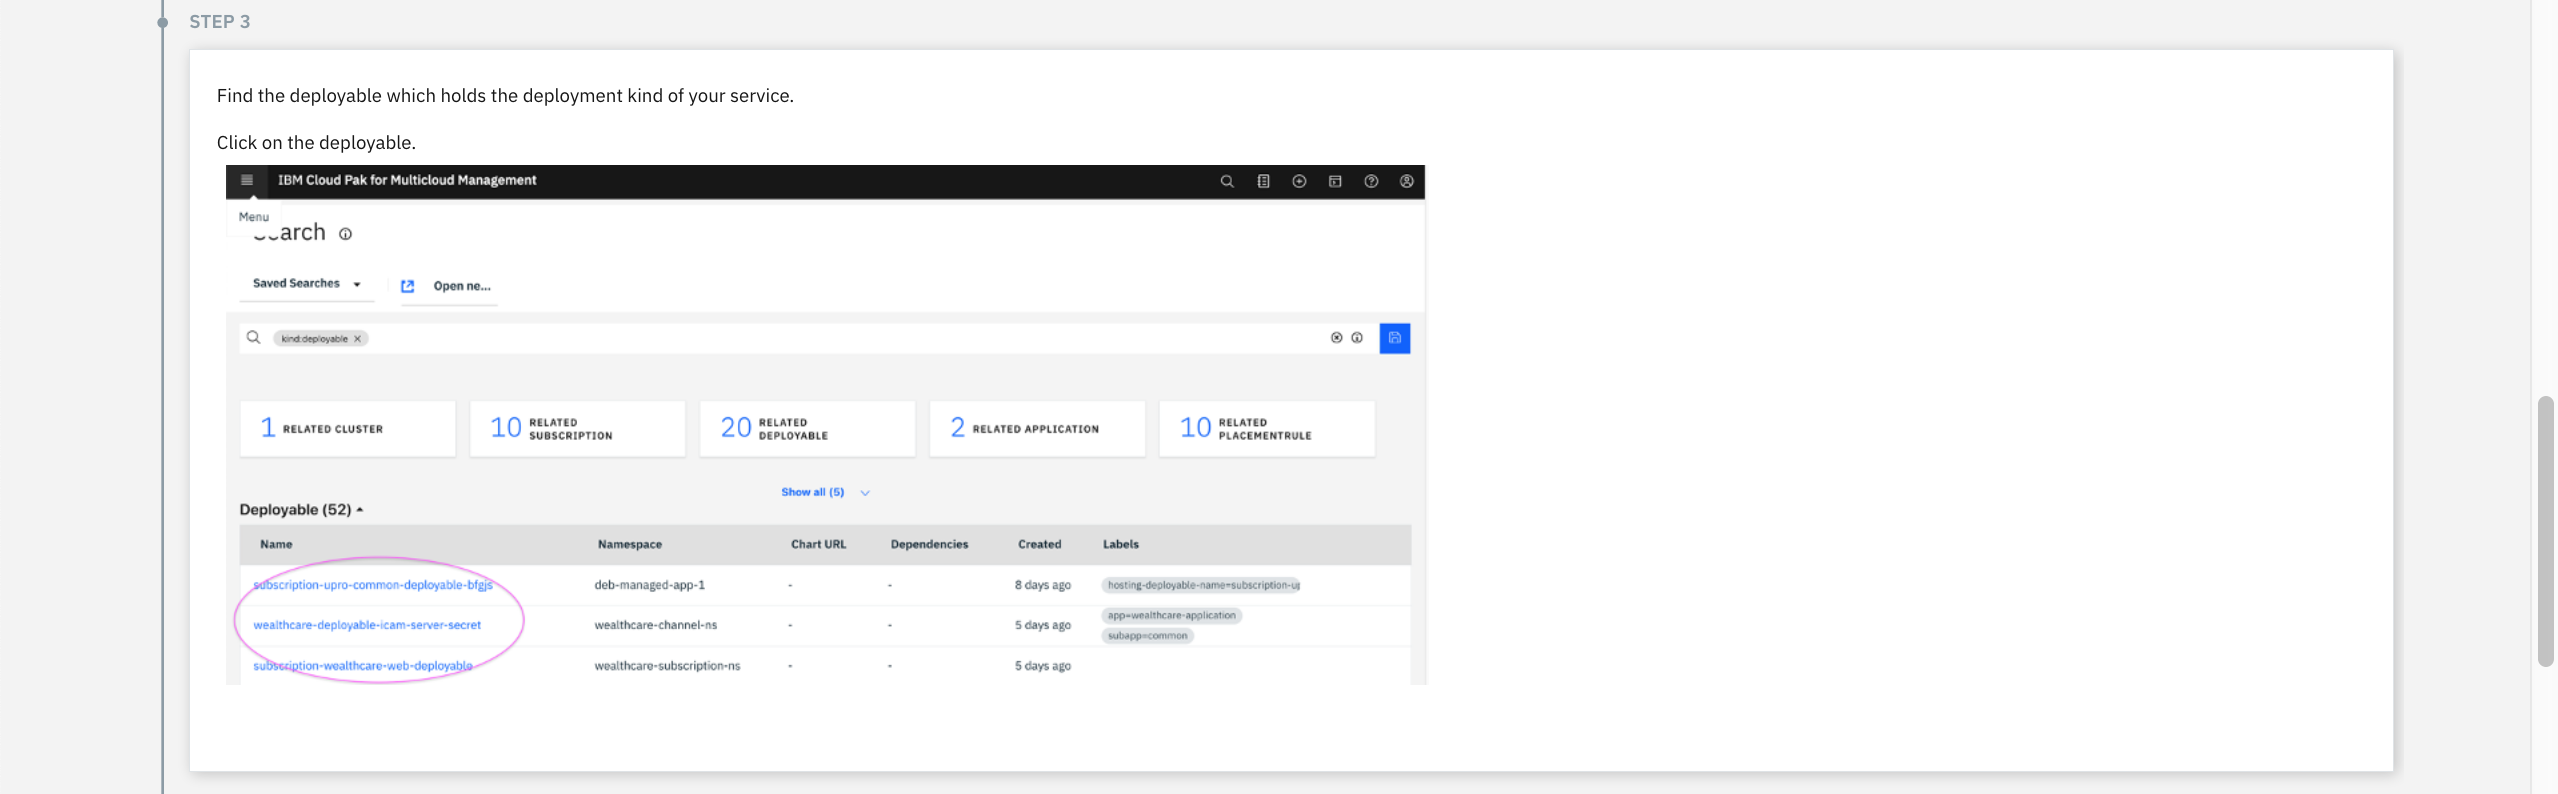 STEP 3
Find the deployable which holds the deployment kind of your service.
Click on the deployable.
IBM Cloud Pak for Multicloud Management
Menu
Saved Searches
Open ne...
kind:deployable
1 RELATED CLUSTER
10 RELATED SUBSCRIPTION
20 RELATED DEPLOYABLE
2 RELATED APPLICATION
10 RELATED PLACEMENTRULE
Show all (5)
Deployable (52)
Name Namespace Chart URL Dependencies Created Labels
subscription-upro-common-deployable-bfgjs deb-managed-app-1 - - 8 days ago hosting-deployable-name=subscription-up
wealthcare-deployable-icam-server-secret wealthcare-channel-ns - - 5 days ago app=wealthcare-application
subapp=common
subscription-wealthcare-web-deployable wealthcare-subscription-ns - - 5 days ago